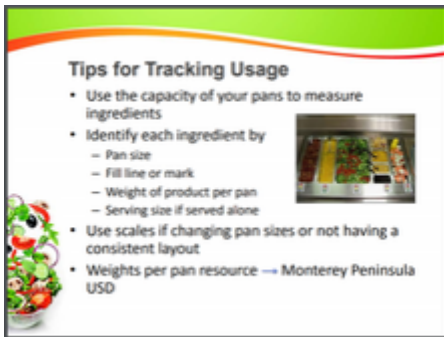 Tips for Tracking Usage
• Use the capacity of your pans to measure
ingredients
• Identify each ingredient by
– Pan size
– Fill line or mark
– Weight of product per pan
– Serving size if served alone
• Use scales if changing pan sizes or not having a
consistent layout
• Weights per pan resource → Monterey Peninsula
USD